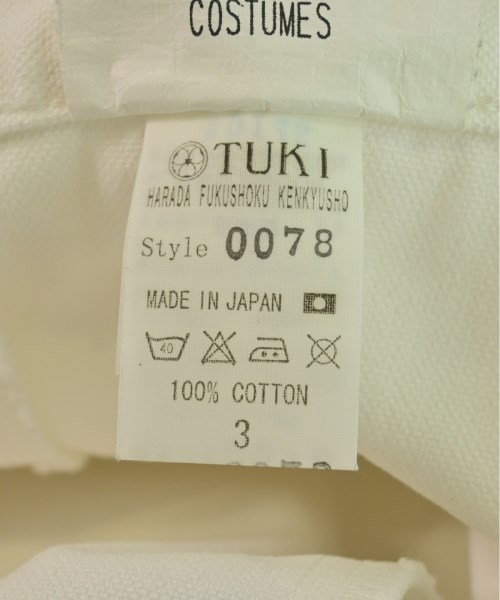 COSTUMES
TUKI
HARADA FUKUSHOKU KENKYUSHO
Style 0078
MADE IN JAPAN
40
100% COTTON
3